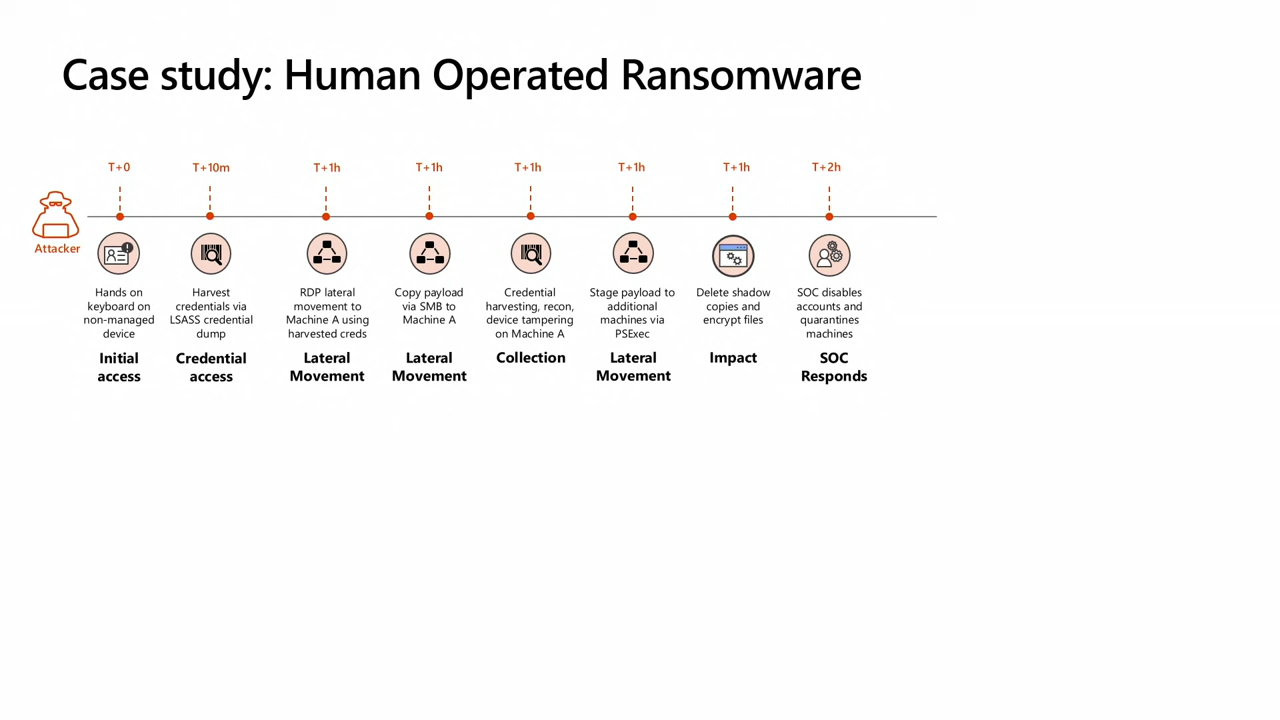 Case study: Human Operated Ransomware
T+0
T+10m
T+1h
T+1h
T+1h
T+1h
T+1h
T+2h
Attacker
Hands on
keyboard on
non-managed
device
Initial
access
Harvest
credentials via
LSASS credential
dump
Credential
access
RDP lateral
movement to
Machine A using
harvested creds
Lateral
Movement
Copy payload
via SMB to
Machine A
Lateral
Movement
Credential
harvesting, recon,
device tampering
on Machine A
Collection
Stage payload to
additional
machines via
PSExec
Lateral
Movement
Delete shadow
copies and
encrypt files
Impact
SOC disables
accounts and
quarantines
machines
SOC
Responds